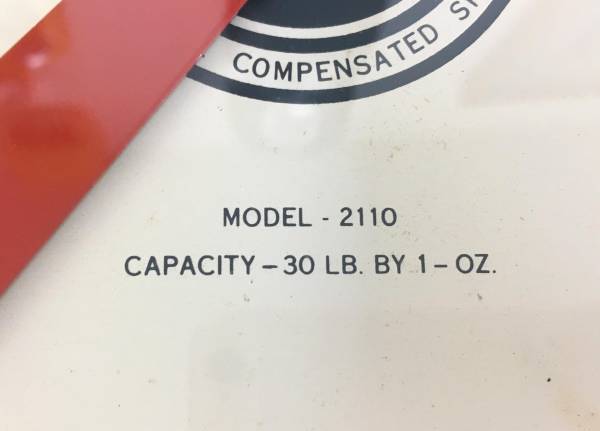 COMPENSATED
MODEL - 2110
CAPACITY – 30 LB. BY 1 – OZ.